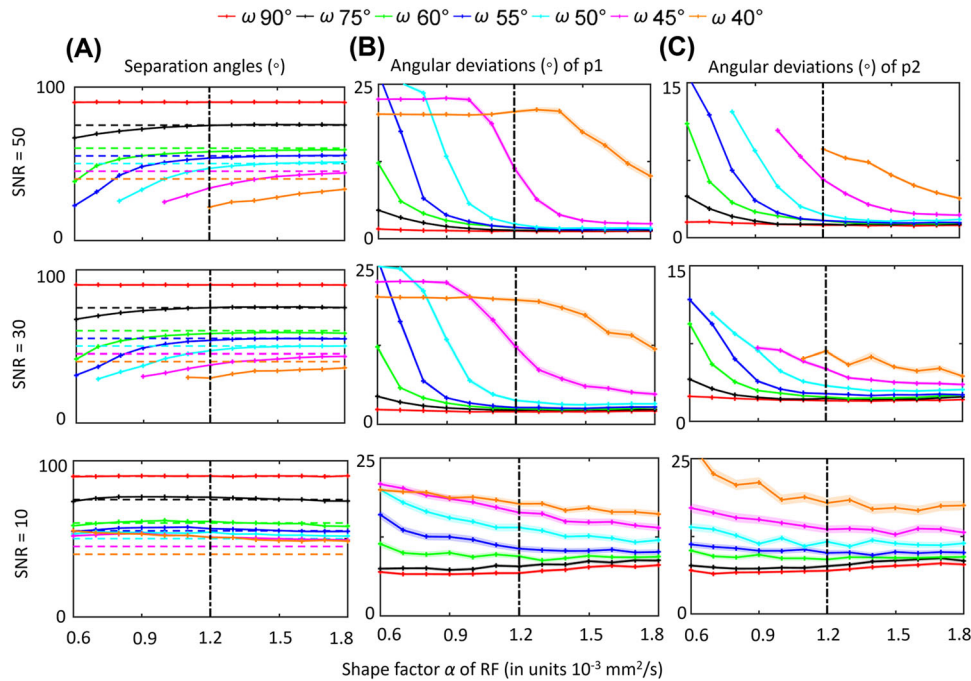 ω 90° ω 75° ω 60° ω 55° ω 50° ω 45° ω 40°
(A) (B) (C)
Separation angles (°) Angular deviations (°) of p1 Angular deviations (°) of p2
SNR = 50
100
0
25
0
15
0
SNR = 30
100
0
25
0
15
0
SNR = 10
100
0
25
0
25
0
0.6 0.9 1.2 1.5 1.8 0.6 0.9 1.2 1.5 1.8 0.6 0.9 1.2 1.5 1.8
Shape factor α of RF (in units 10⁻³ mm²/s)